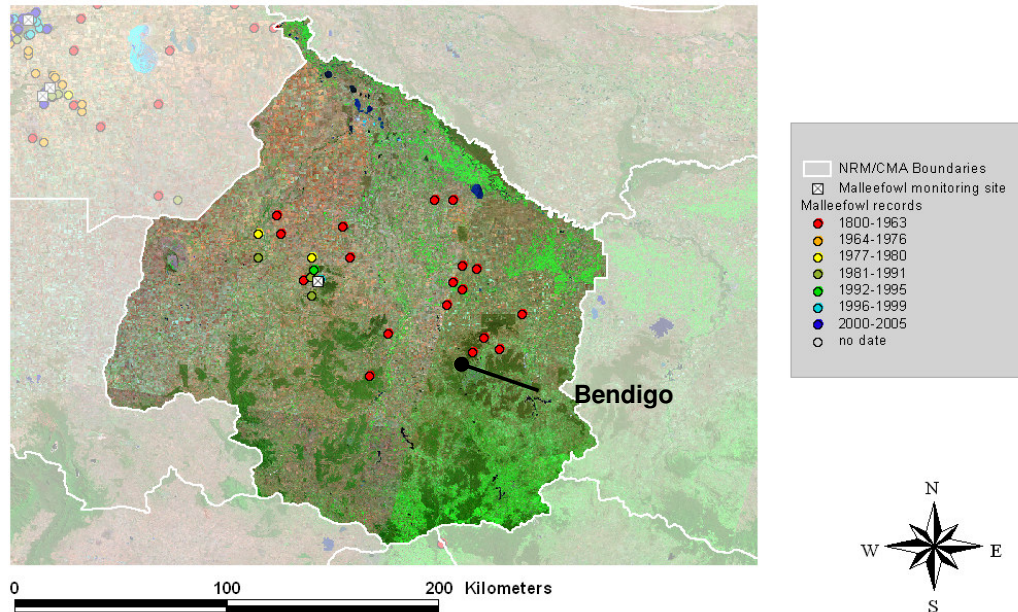 NRM/CMA Boundaries
Malleefowl monitoring site
Malleefowl records
1800-1963
1964-1976
1977-1980
1981-1991
1992-1995
1996-1999
2000-2005
no date
Bendigo
N
W E
S
0 100 200 Kilometers